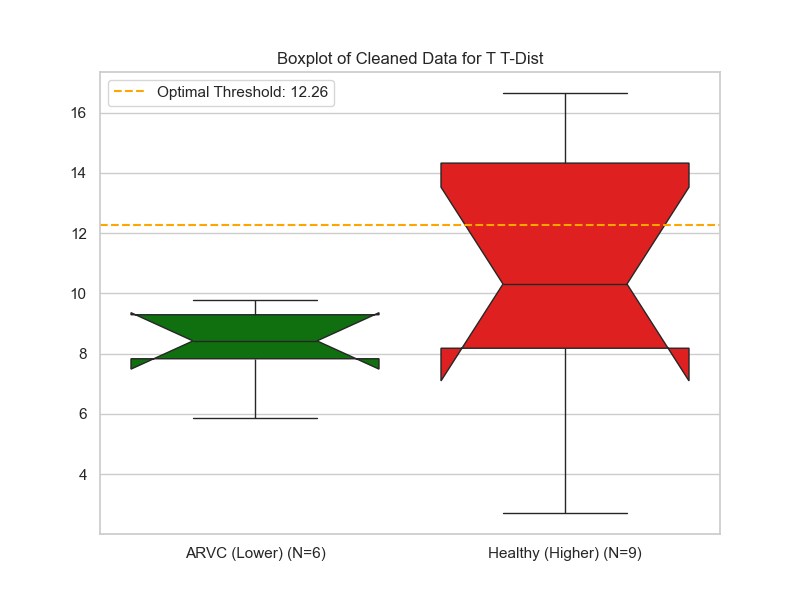 Boxplot of Cleaned Data for T T-Dist
Optimal Threshold: 12.26
16
14
12
10
8
6
4
ARVC (Lower) (N=6)
Healthy (Higher) (N=9)